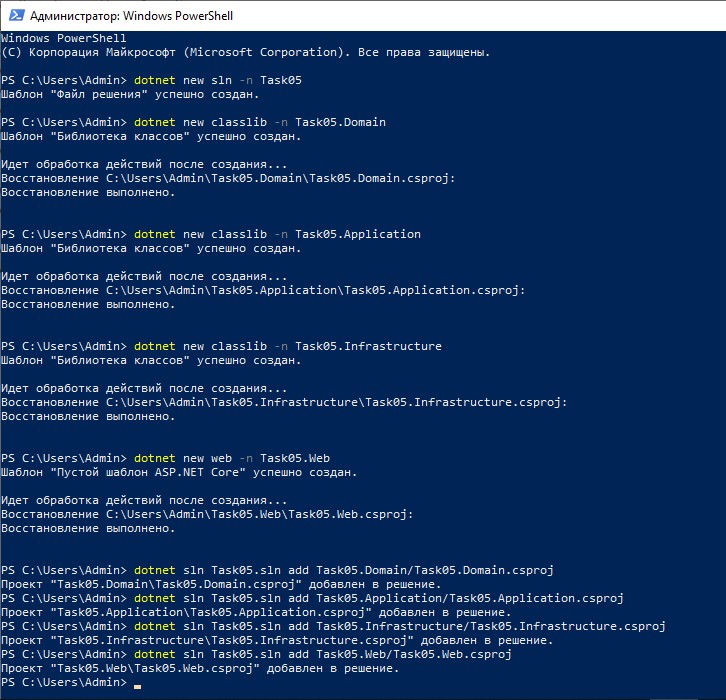 Администратор: Windows PowerShell
Windows PowerShell
(C) Корпорация Майкрософт (Microsoft Corporation). Все права защищены.
PS C:\Users\Admin> dotnet new sln -n Task05
Шаблон "Файл решения" успешно создан.
PS C:\Users\Admin> dotnet new classlib -n Task05.Domain
Шаблон "Библиотека классов" успешно создан.
Идет обработка действий после создания...
Восстановление C:\Users\Admin\Task05.Domain\Task05.Domain.csproj:
Восстановление выполнено.
PS C:\Users\Admin> dotnet new classlib -n Task05.Application
Шаблон "Библиотека классов" успешно создан.
Идет обработка действий после создания...
Восстановление C:\Users\Admin\Task05.Application\Task05.Application.csproj:
Восстановление выполнено.
PS C:\Users\Admin> dotnet new classlib -n Task05.Infrastructure
Шаблон "Библиотека классов" успешно создан.
Идет обработка действий после создания...
Восстановление C:\Users\Admin\Task05.Infrastructure\Task05.Infrastructure.csproj:
Восстановление выполнено.
PS C:\Users\Admin> dotnet new web -n Task05.Web
Шаблон "Пустой шаблон ASP.NET Core" успешно создан.
Идет обработка действий после создания...
Восстановление C:\Users\Admin\Task05.Web\Task05.Web.csproj:
Восстановление выполнено.
PS C:\Users\Admin> dotnet sln Task05.sln add Task05.Domain/Task05.Domain.csproj
Проект "Task05.Domain\Task05.Domain.csproj" добавлен в решение.
PS C:\Users\Admin> dotnet sln Task05.sln add Task05.Application/Task05.Application.csproj
Проект "Task05.Application\Task05.Application.csproj" добавлен в решение.
PS C:\Users\Admin> dotnet sln Task05.sln add Task05.Infrastructure/Task05.Infrastructure.csproj
Проект "Task05.Infrastructure\Task05.Infrastructure.csproj" добавлен в решение.
PS C:\Users\Admin> dotnet sln Task05.sln add Task05.Web/Task05.Web.csproj
Проект "Task05.Web\Task05.Web.csproj" добавлен в решение.
PS C:\Users\Admin>